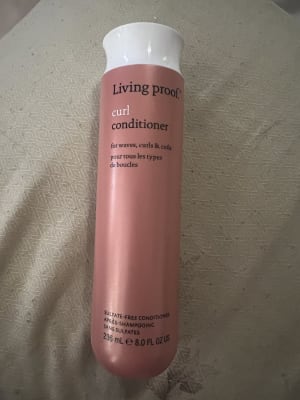 Living proof.
curl
conditioner
for waves, curls & coils
pour tous les types
de boucles
SULFATE-FREE CONDITIONER
APRÈS-SHAMPOOING
SANS SULFATES
236 mL ℮ 8.0 FL OZ US